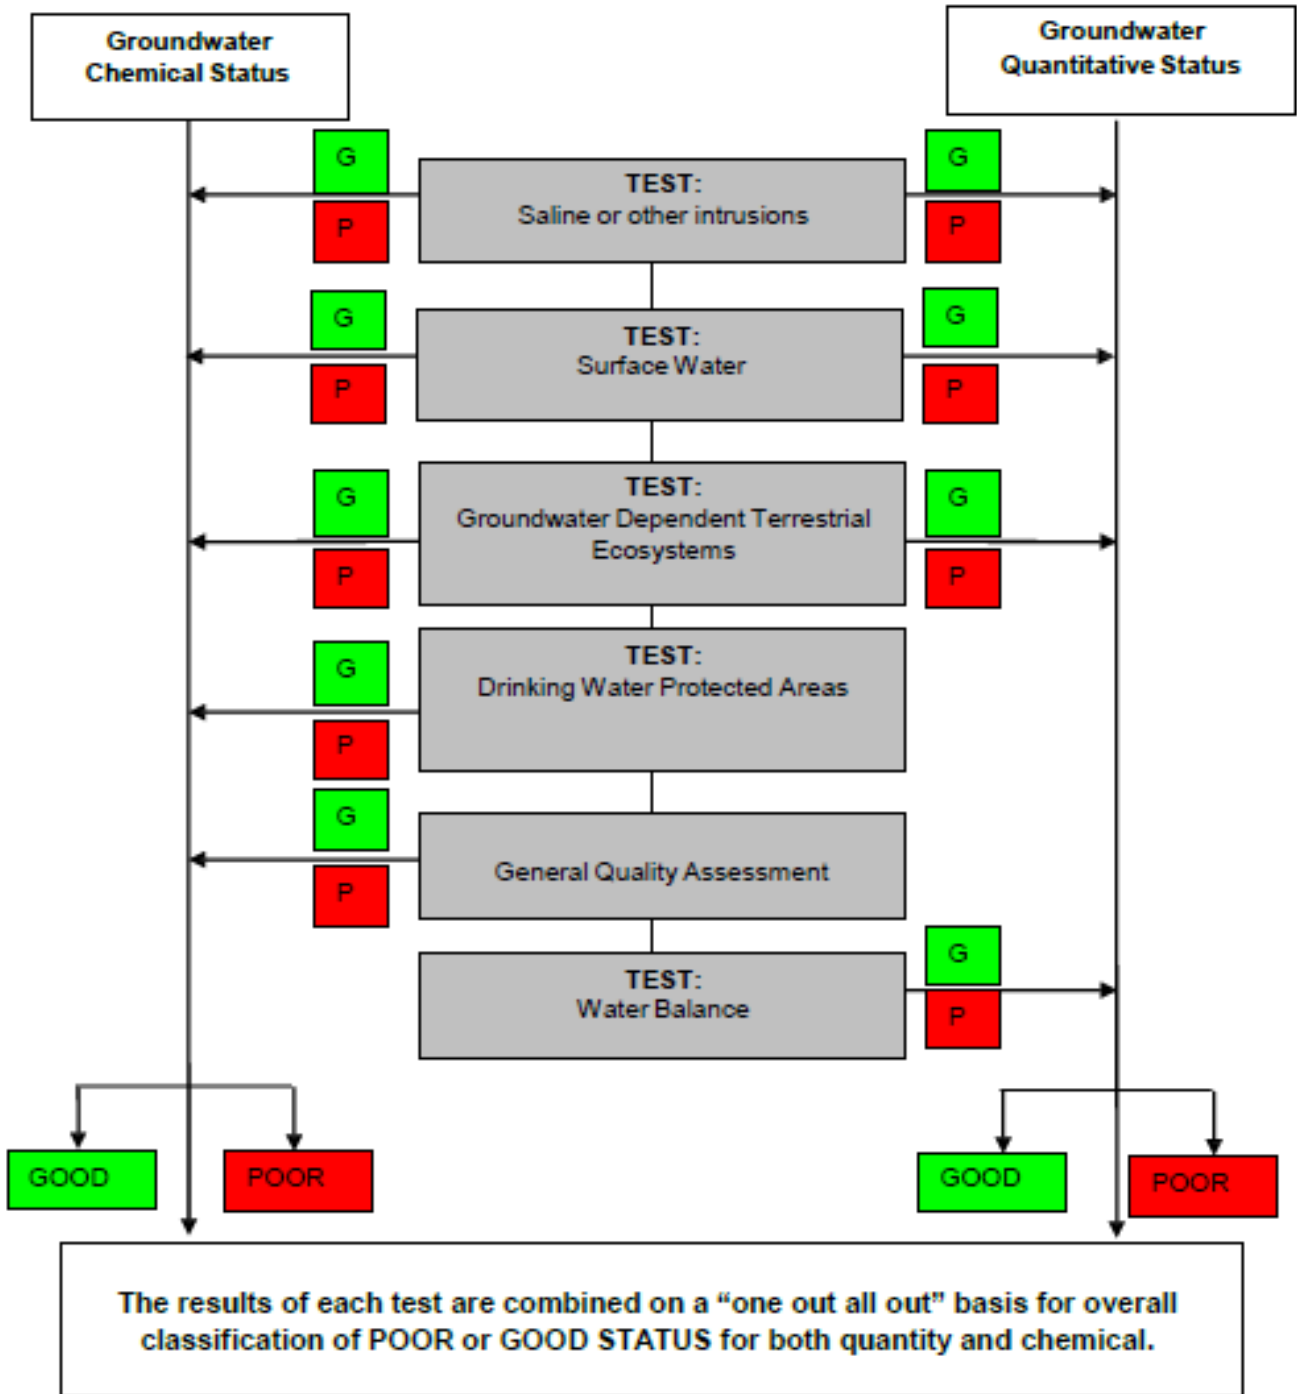 Groundwater
Chemical Status
Groundwater
Quantitative Status
G
P
TEST:
Saline or other intrusions
G
P
G
P
TEST:
Surface Water
G
P
G
P
TEST:
Groundwater Dependent Terrestrial
Ecosystems
G
P
G
P
TEST:
Drinking Water Protected Areas
G
P
General Quality Assessment
TEST:
Water Balance
G
P
GOOD
POOR
GOOD
POOR
The results of each test are combined on a “one out all out” basis for overall
classification of POOR or GOOD STATUS for both quantity and chemical.